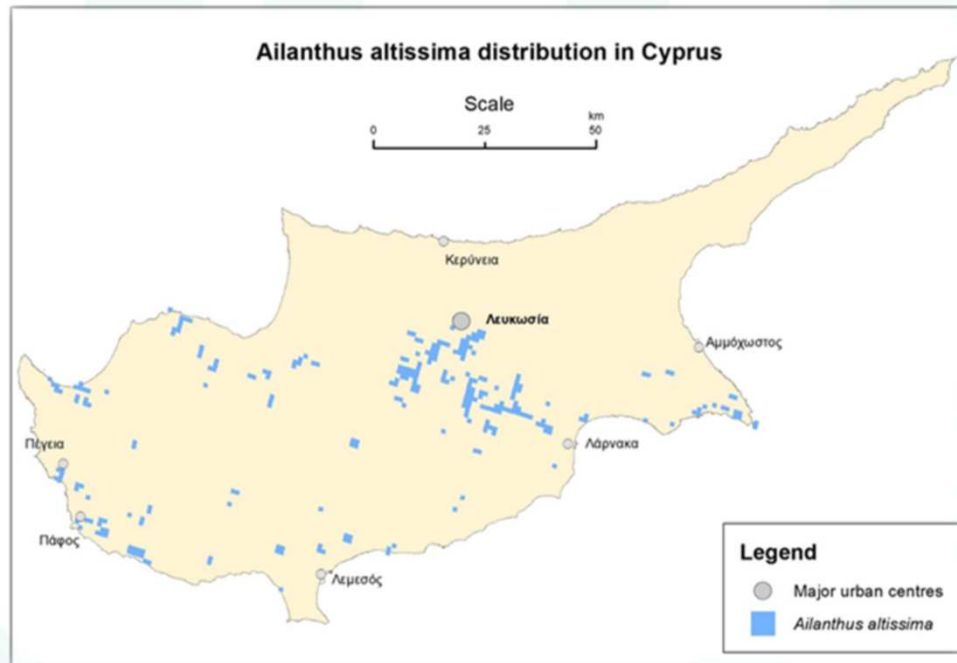 Ailanthus altissima distribution in Cyprus
Scale
km
0 25 50
Κερύνεια
Λευκωσία
Αμμόχωστος
Πέγεια
Λάρνακα
Πάφος
Λεμεσός
Legend
Major urban centres
Ailanthus altissima